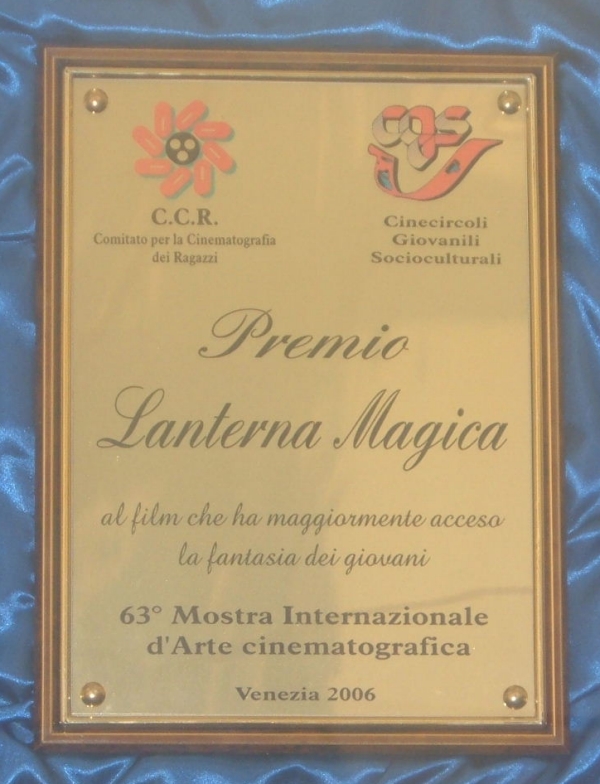 C.C.R.
Comitato per la Cinematografia
dei Ragazzi
cgs
Cinecircoli
Giovanili
Socioculturali
Premio
Lanterna Magica
al film che ha maggiormente acceso
la fantasia dei giovani
63° Mostra Internazionale
d'Arte cinematografica
Venezia 2006